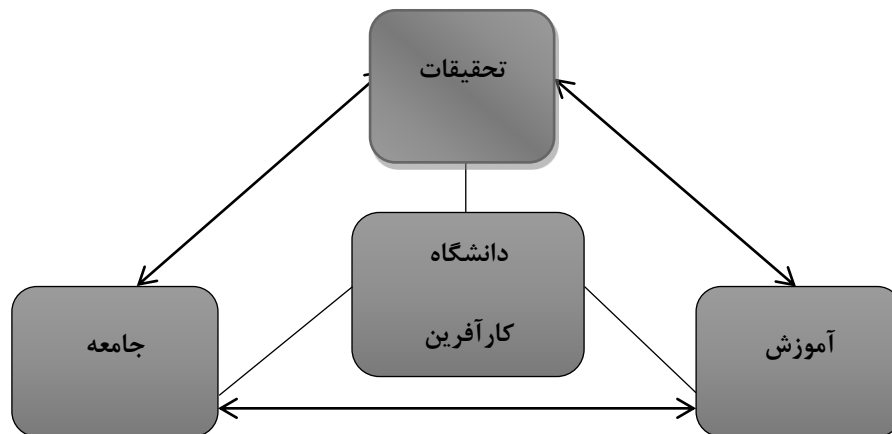 تحقیقات
دانشگاه
کارآفرین
آموزش
جامعه